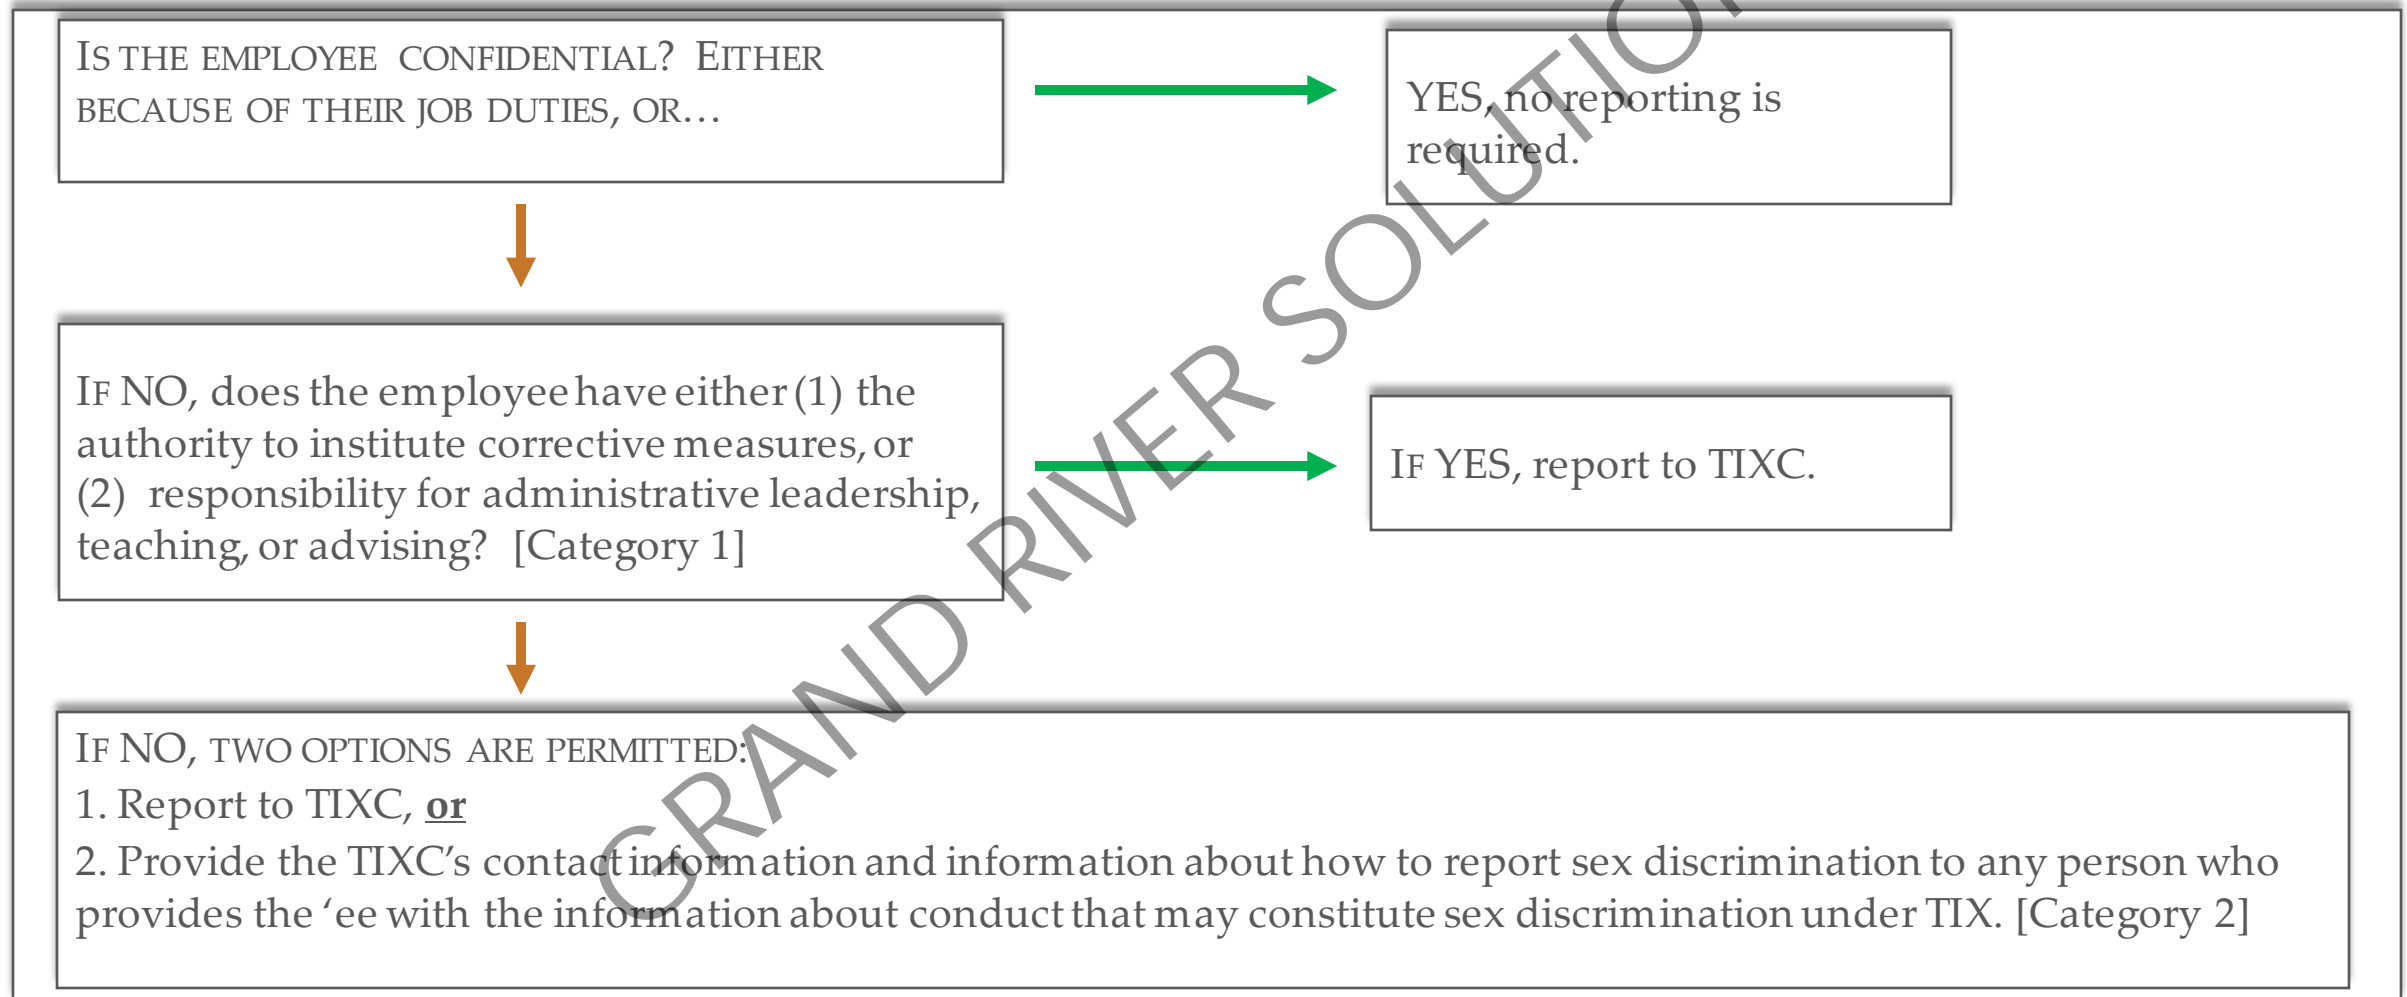 IS THE EMPLOYEE CONFIDENTIAL? EITHER
BECAUSE OF THEIR JOB DUTIES, OR…
YES, no reporting is
required.
IF NO, does the employee have either (1) the
authority to institute corrective measures, or
(2) responsibility for administrative leadership,
teaching, or advising? [Category 1]
IF YES, report to TIXC.
IF NO, TWO OPTIONS ARE PERMITTED:
1. Report to TIXC, or
2. Provide the TIXC’s contact information and information about how to report sex discrimination to any person who
provides the ‘ee with the information about conduct that may constitute sex discrimination under TIX. [Category 2]
GRAND RIVER SOLUTION